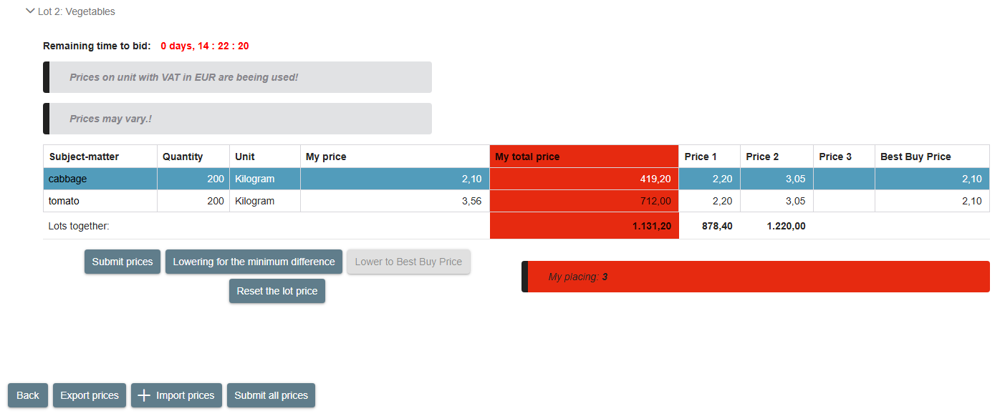 Lot 2: Vegetables
Remaining time to bid: 0 days, 14 : 22 : 20
Prices on unit with VAT in EUR are beeing used!
Prices may vary.!
Subject-matter Quantity Unit My price My total price Price 1 Price 2 Price 3 Best Buy Price
cabbage 200 Kilogram 2,10 419,20 2,20 3,05 2,10
tomato 200 Kilogram 3,56 712,00 2,20 3,05 2,10
Lots together: 1.131,20 878,40 1.220,00
Submit prices Lowering for the minimum difference Lower to Best Buy Price
Reset the lot price
My placing: 3
Back Export prices Import prices Submit all prices